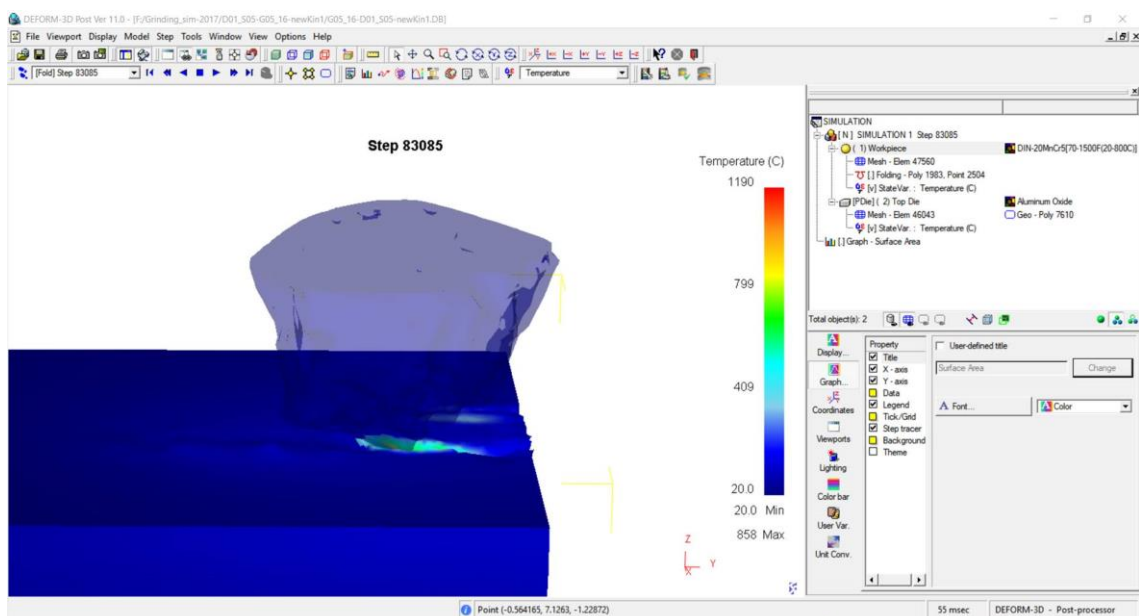 DEFORM-3D Post Ver 11.0 - [F:/Grinding_sim-2017/D01_S05-G05_16-newKin1/G05_16-D01_S05-newKin1.DB]
File Viewport Display Model Step Tools Window View Options Help
[Fold] Step 83085
Temperature
Step 83085
Temperature (C)
1190
799
409
20.0
20.0 Min
858 Max
Z
Y
X
SIMULATION
[ N ] SIMULATION 1 Step 83085
( 1) Workpiece DIN-20MnCr5[70-1500F(20-800C)]
Mesh - Elem 47560
[.] Folding - Poly 1983, Point 2504
[v] StateVar. : Temperature (C)
[PDie] ( 2) Top Die Aluminum Oxide
Mesh - Elem 46043 Geo - Poly 7610
[v] StateVar. : Temperature (C)
[.] Graph - Surface Area
Total object(s): 2
Display...
Graph...
Coordinates
Viewports
Lighting
Color bar
User Var.
Unit Conv.
Property
Title
X - axis
Y - axis
Data
Legend
Tick/Grid
Step tracer
Background
Theme
User-defined title
Surface Area Change
Font... Color
Point (-0.564165, 7.1263, -1.22872) 55 msec DEFORM-3D - Post-processor